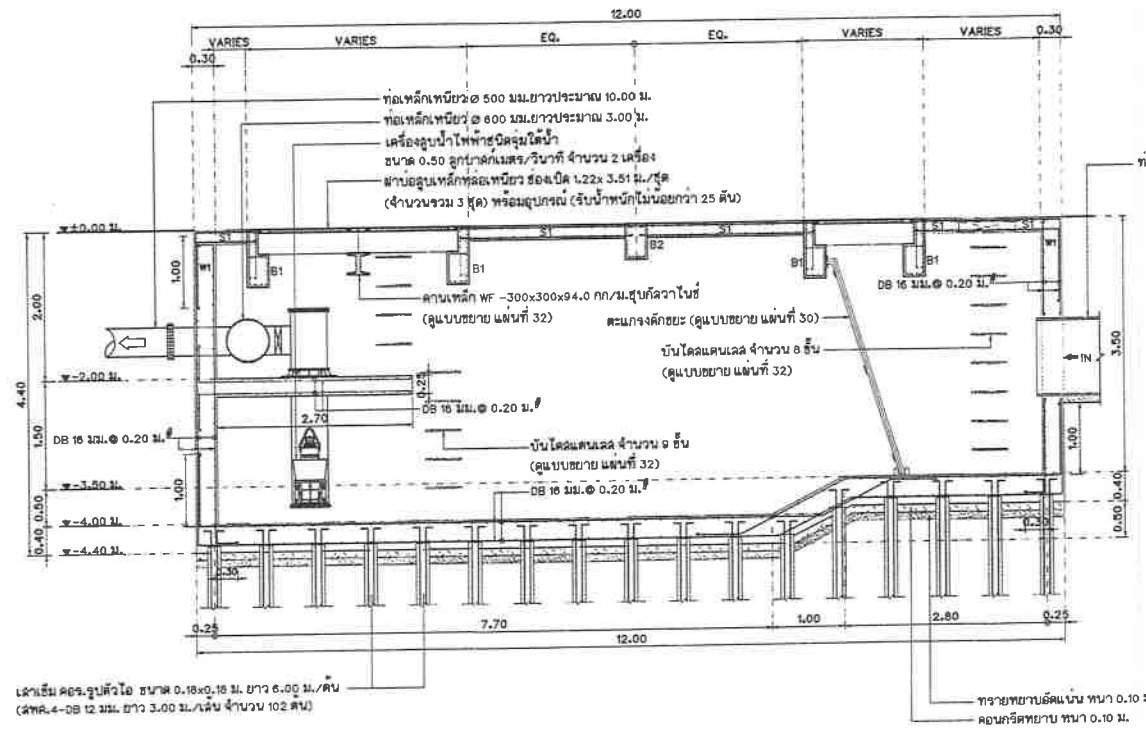 12.00
VARIES VARIES EQ. EQ. VARIES VARIES 0.30
0.30
ท่อเหล็กเหนียว Ø 500 มม.ยาวประมาณ 10.00 ม.
ท่อเหล็กเหนียว Ø 600 มม.ยาวประมาณ 3.00 ม.
เครื่องสูบน้ำไฟฟ้าชนิดจุ่มใต้น้ำ
ขนาด 0.50 ลูกบาศก์เมตร/วินาที จำนวน 2 เครื่อง
ฝาบ่อสูบเหล็กหล่อเหนียว ช่องเปิด 1.22x 3.51 ม./ชุด
(จำนวนรวม 3 ชุด) พร้อมอุปกรณ์ (รับน้ำหนักไม่น้อยกว่า 25 ตัน)
±0.00 ม.
S1 S1 S1 S1 S1
W1 B1 B1 B2 B1 B1 W1
1.00
2.00
4.40
คานเหล็ก WF -300x300x94.0 กก/ม.ชุบกัลวาไนซ์
(ดูแบบขยาย แผ่นที่ 32)
DB 16 มม.@ 0.20 ม.#
ตะแกรงดักขยะ (ดูแบบขยาย แผ่นที่ 30)
บันไดสแตนเลส จำนวน 8 ขั้น
(ดูแบบขยาย แผ่นที่ 32)
IN
3.50
-2.00 ม.
0.25
DB 16 มม.@ 0.20 ม.#
2.70
DB 16 มม.@ 0.20 ม.#
1.50
1.00
บันไดสแตนเลส จำนวน 9 ขั้น
(ดูแบบขยาย แผ่นที่ 32)
DB 16 มม.@ 0.20 ม.#
1.00
-3.50 ม.
0.50
-4.00 ม.
0.40
-4.40 ม.
0.40
0.50
0.30
0.30
0.25 7.70 1.00 2.80 0.25
12.00
เสาเข็ม คอร.รูปตัวไอ ขนาด 0.18x0.18 ม. ยาว 6.00 ม./ต้น
(สพค.4-DB 12 มม. ยาว 3.00 ม./เส้น จำนวน 102 ต้น)
ทรายหยาบอัดแน่น หนา 0.10
คอนกรีตหยาบ หนา 0.10 ม.